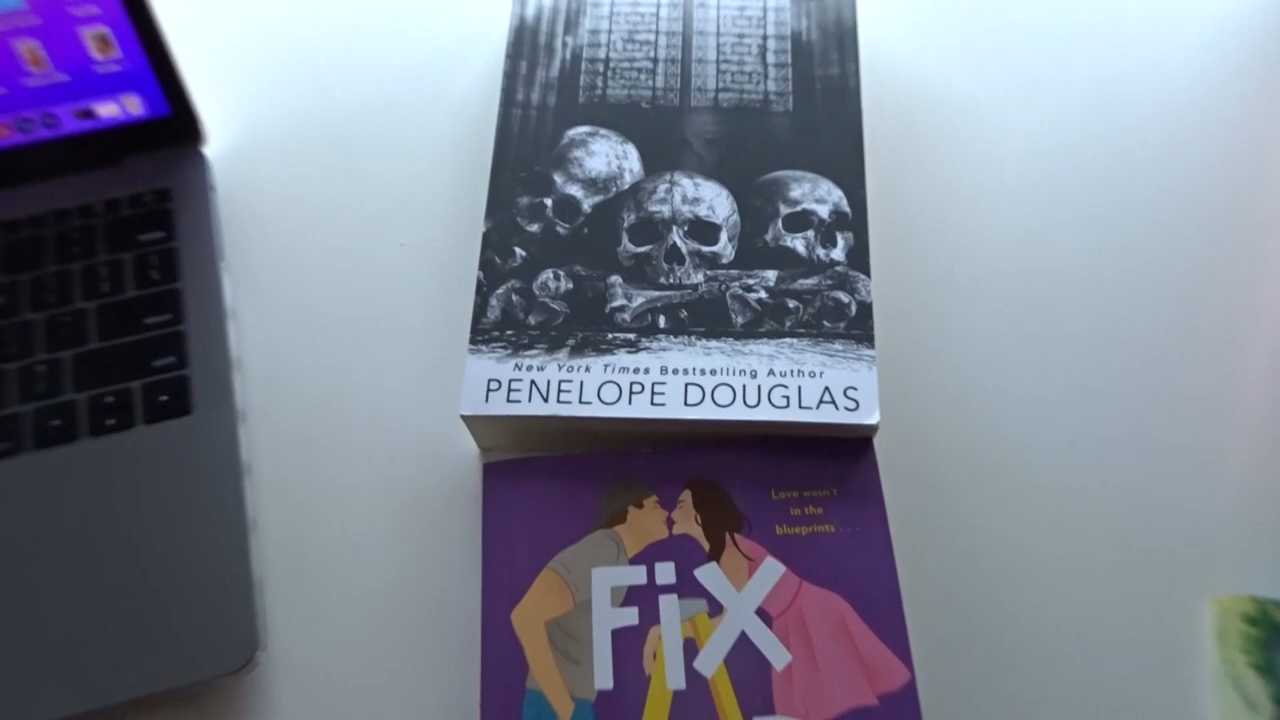 New York Times Bestselling Author
PENELOPE DOUGLAS
Love wasn't
in the
blueprints . . .
FiX